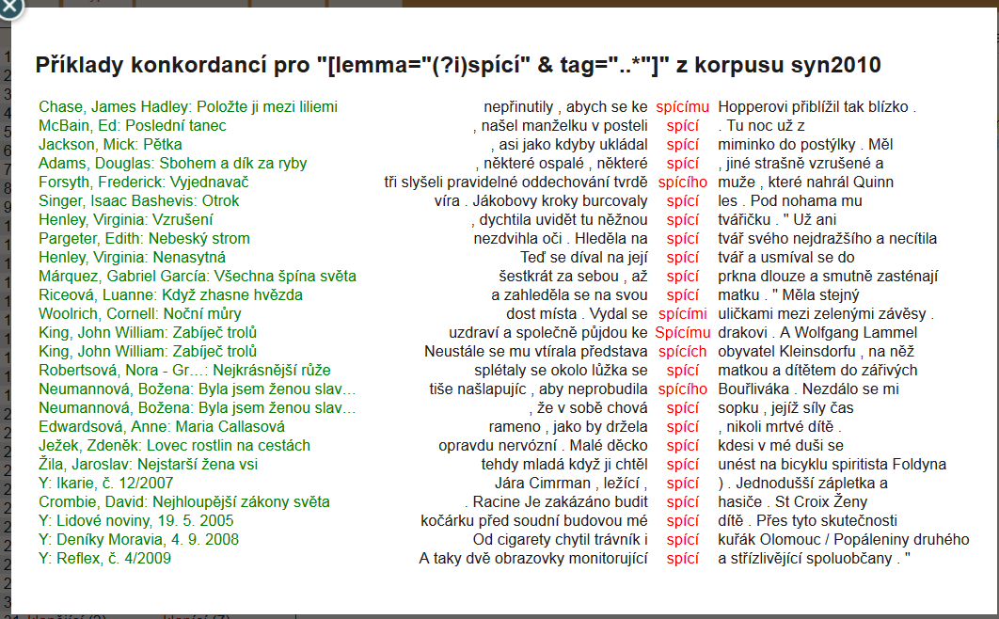 Příklady konkordancí pro "[lemma="(?i)spící" & tag="..*"]" z korpusu syn2010
Chase, James Hadley: Položte ji mezi liliemi nepřinutily , abych se ke spícímu Hopperovi přiblížil tak blízko .
McBain, Ed: Poslední tanec , našel manželku v posteli spící . Tu noc už z
Jackson, Mick: Pětka , asi jako kdyby ukládal spící miminko do postýlky . Měl
Adams, Douglas: Sbohem a dík za ryby , některé ospalé , některé spící , jiné strašně vzrušené a
Forsyth, Frederick: Vyjednavač tři slyšeli pravidelné oddechování tvrdě spícího muže , které nahrál Quinn
Singer, Isaac Bashevis: Otrok víra . Jákobovy kroky burcovaly spící les . Pod nohama mu
Henley, Virginia: Vzrušení , dychtila uvidět tu něžnou spící tvářičku . " Už ani
Pargeter, Edith: Nebeský strom nezdvihla oči . Hleděla na spící tvář svého nejdražšího a necítila
Henley, Virginia: Nenasytná Teď se díval na její spící tvář a usmíval se do
Márquez, Gabriel García: Všechna špína světa šestkrát za sebou , až spící prkna dlouze a smutně zasténají
Riceová, Luanne: Když zhasne hvězda a zahleděla se na svou spící matku . " Měla stejný
Woolrich, Cornell: Noční můry dost místa . Vydal se spícími uličkami mezi zelenými závěsy .
King, John William: Zabíječ trolů uzdraví a společně půjdou ke Spícímu drakovi . A Wolfgang Lammel
King, John William: Zabíječ trolů Neustále se mu vtírala představa spících obyvatel Kleinsdorfu , na něž
Robertsová, Nora - Gr…: Nejkrásnější růže splétaly se okolo lůžka se spící matkou a dítětem do zářivých
Neumannová, Božena: Byla jsem ženou slav… tiše našlapujíc , aby neprobudila spícího Bouřliváka . Nezdálo se mi
Neumannová, Božena: Byla jsem ženou slav… , že v sobě chová spící sopku , jejíž síly čas
Edwardsová, Anne: Maria Callasová rameno , jako by držela spící , nikoli mrtvé dítě .
Ježek, Zdeněk: Lovec rostlin na cestách opravdu nervózní . Malé děcko spící kdesi v mé duši se
Žila, Jaroslav: Nejstarší žena vsi tehdy mladá když ji chtěl spící unést na bicyklu spiritista Foldyna
Y: Ikarie, č. 12/2007 Jára Cimrman , ležící , spící ) . Jednodušší zápletka a
Crombie, David: Nejhloupější zákony světa . Racine Je zakázáno budit spící hasiče . St Croix Ženy
Y: Lidové noviny, 19. 5. 2005 kočárku před soudní budovou mé spící dítě . Přes tyto skutečnosti
Y: Deníky Moravia, 4. 9. 2008 Od cigarety chytil trávník i spící kuřák Olomouc / Popáleniny druhého
Y: Reflex, č. 4/2009 A taky dvě obrazovky monitorující spící a střízlivějící spoluobčany . "